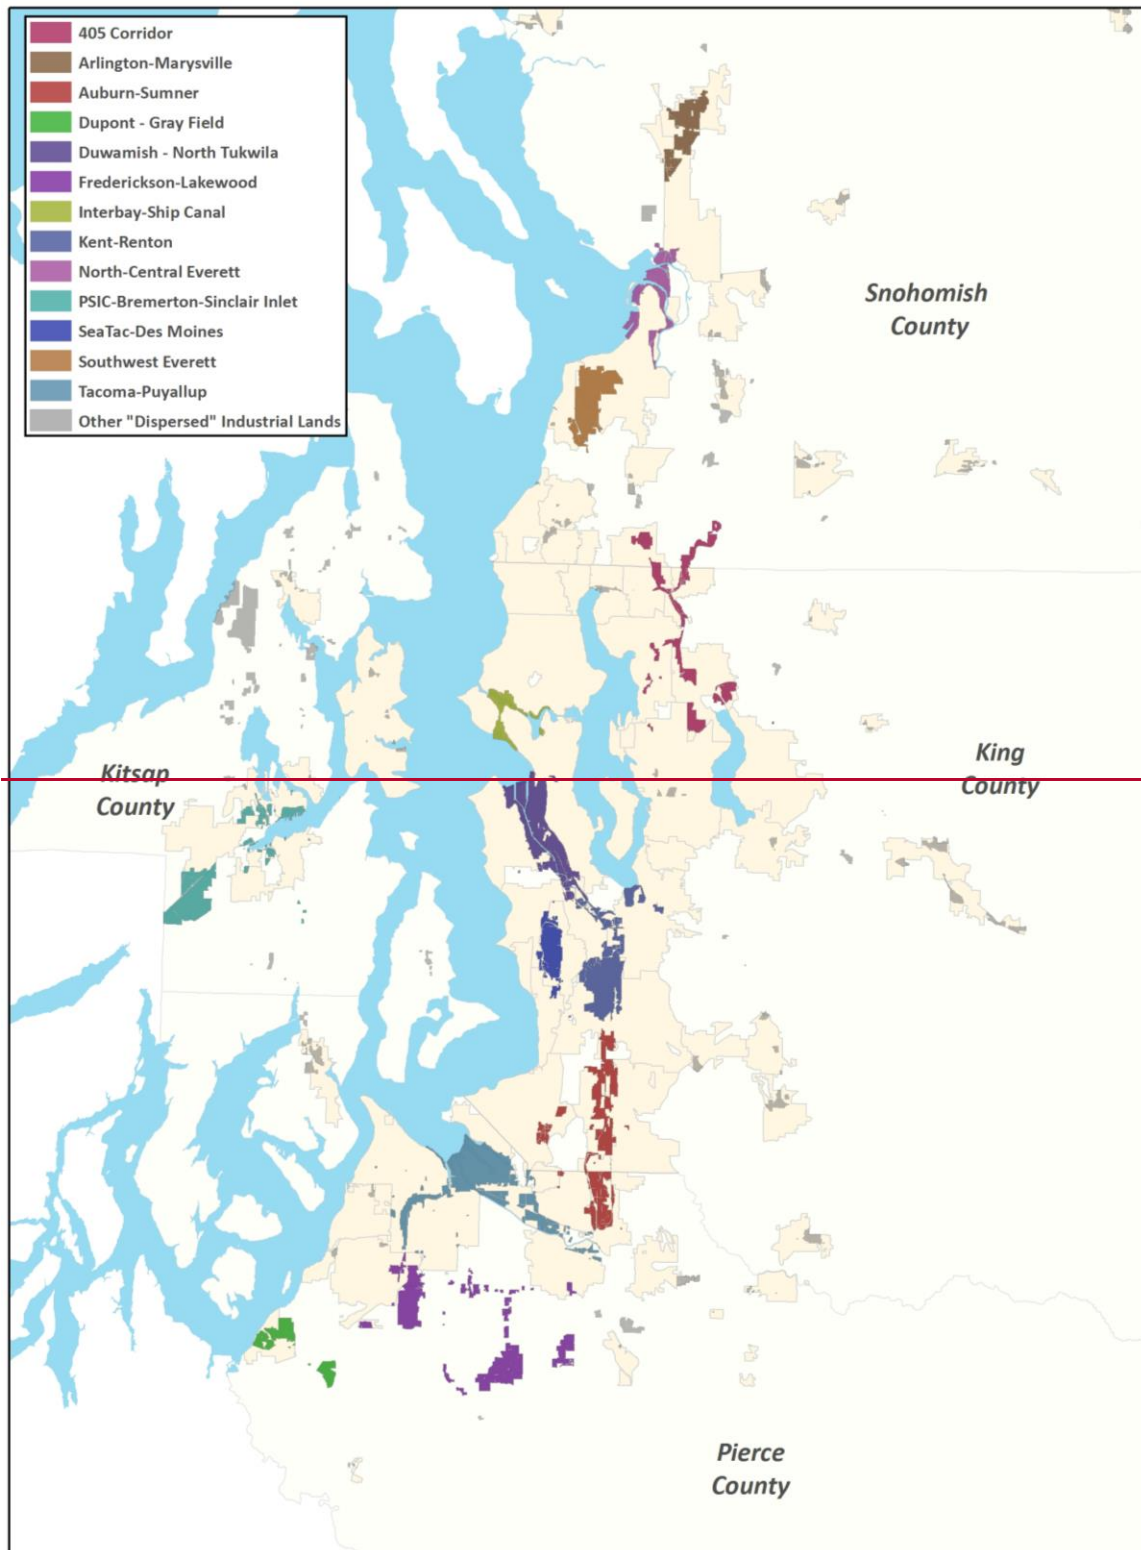 405 Corridor
Arlington-Marysville
Auburn-Sumner
Dupont - Gray Field
Duwamish - North Tukwila
Frederickson-Lakewood
Interbay-Ship Canal
Kent-Renton
North-Central Everett
PSIC-Bremerton-Sinclair Inlet
SeaTac-Des Moines
Southwest Everett
Tacoma-Puyallup
Other "Dispersed" Industrial Lands
Snohomish
County
King
County
Kitsap
County
Pierce
County